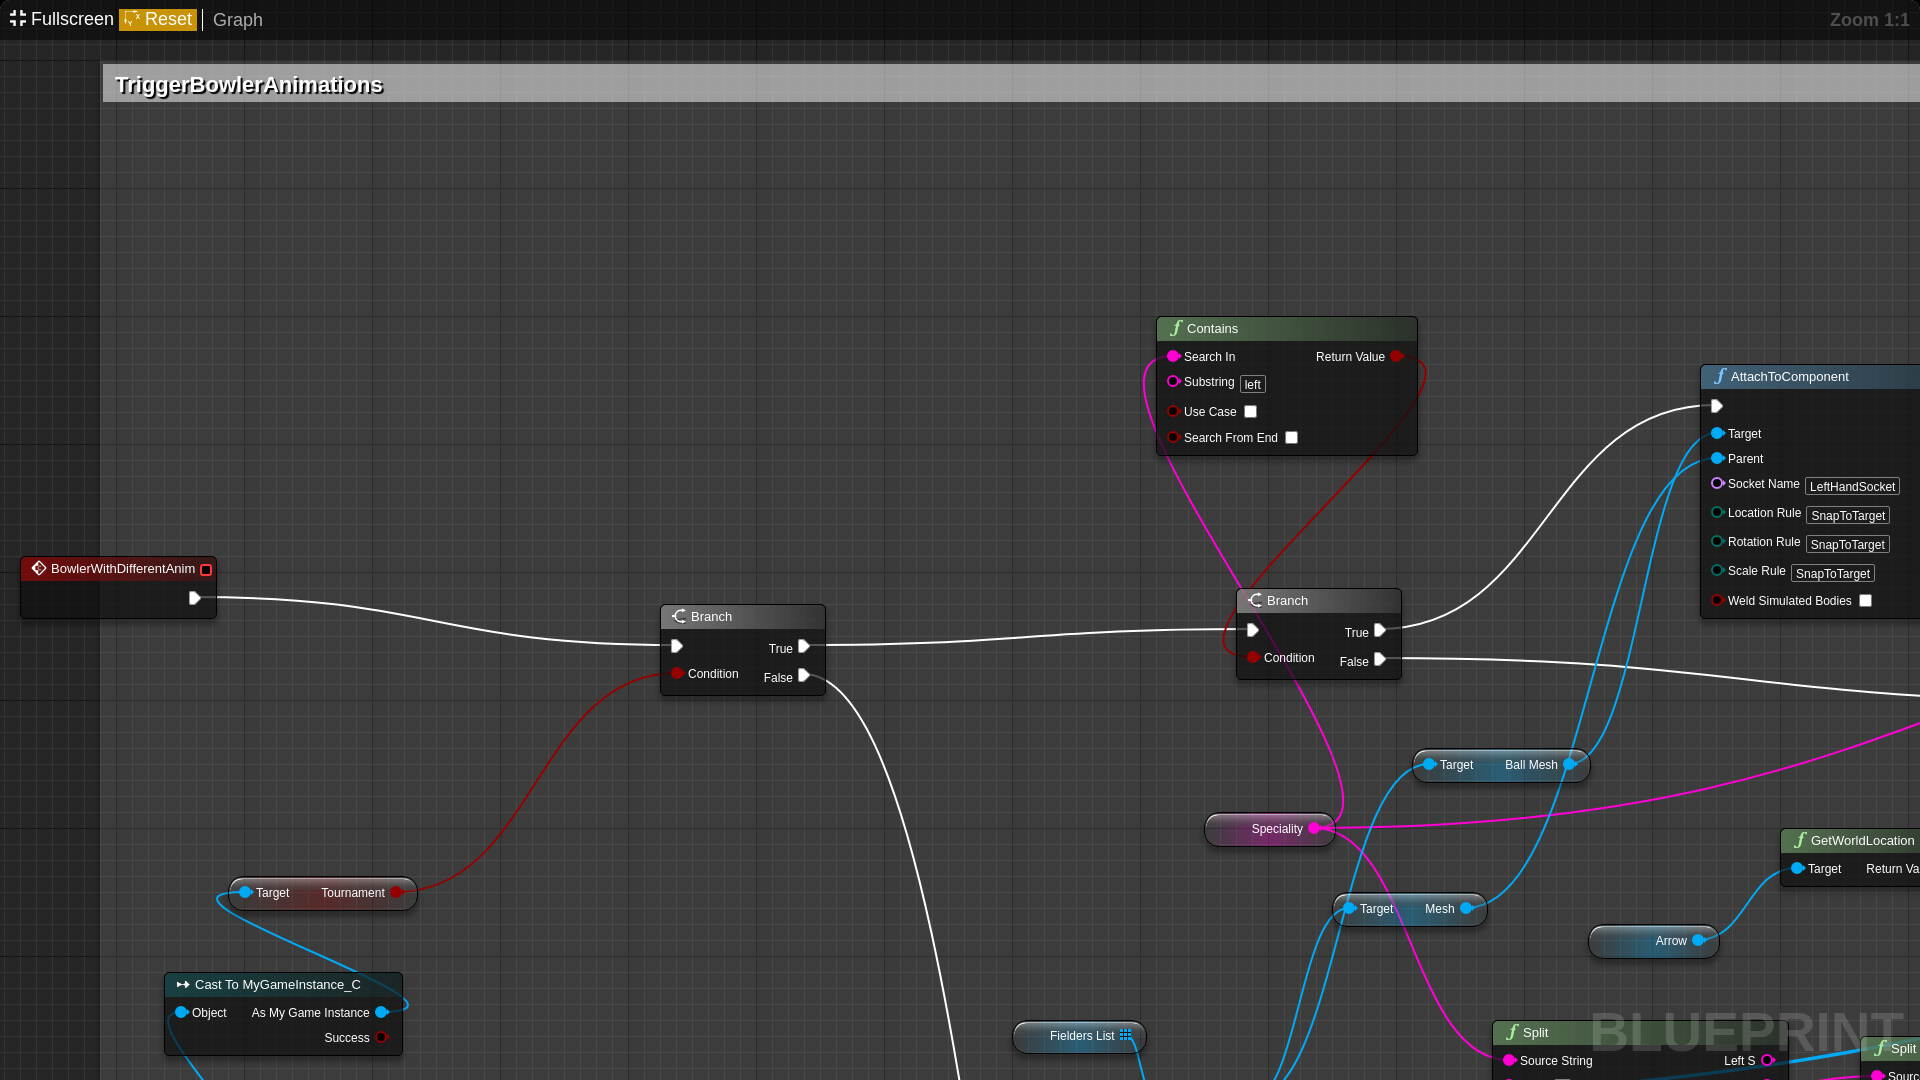 Fullscreen Reset Graph Zoom 1:1
TriggerBowlerAnimations
Contains
Search In Return Value
Substring left
Use Case
Search From End
AttachToComponent
Target
Parent
Socket Name LeftHandSocket
Location Rule SnapToTarget
Rotation Rule SnapToTarget
Scale Rule SnapToTarget
Weld Simulated Bodies
BowlerWithDifferentAnim
Branch
True
Condition
False
Branch
True
Condition
False
Target Ball Mesh
Speciality
GetWorldLocation
Target Return Va
Target Tournament
Target Mesh
Arrow
Cast To MyGameInstance_C
Object As My Game Instance
Success
Fielders List
Split
Source String Left S
BLUEPRINT
Split
Sourc